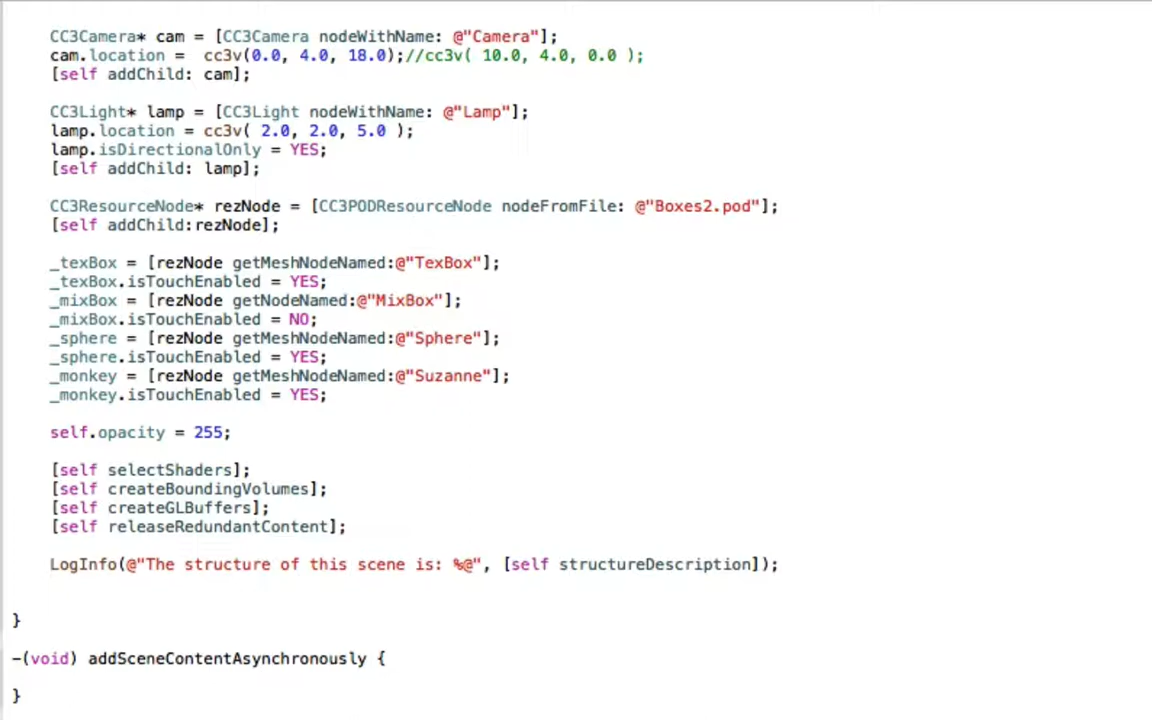 CC3Camera* cam = [CC3Camera nodeWithName: @"Camera"];
cam.location =  cc3v(0.0, 4.0, 18.0);//cc3v( 10.0, 4.0, 0.0 );
[self addChild: cam];
CC3Light* lamp = [CC3Light nodeWithName: @"Lamp"];
lamp.location = cc3v( 2.0, 2.0, 5.0 );
lamp.isDirectionalOnly = YES;
[self addChild: lamp];
CC3ResourceNode* rezNode = [CC3PODResourceNode nodeFromFile: @"Boxes2.pod"];
[self addChild:rezNode];
_texBox = [rezNode getMeshNodeNamed:@"TexBox"];
_texBox.isTouchEnabled = YES;
_mixBox = [rezNode getNodeNamed:@"MixBox"];
_mixBox.isTouchEnabled = NO;
_sphere = [rezNode getMeshNodeNamed:@"Sphere"];
_sphere.isTouchEnabled = YES;
_monkey = [rezNode getMeshNodeNamed:@"Suzanne"];
_monkey.isTouchEnabled = YES;
self.opacity = 255;
[self selectShaders];
[self createBoundingVolumes];
[self createGLBuffers];
[self releaseRedundantContent];
LogInfo(@"The structure of this scene is: %@", [self structureDescription]);
}
-(void) addSceneContentAsynchronously {
}